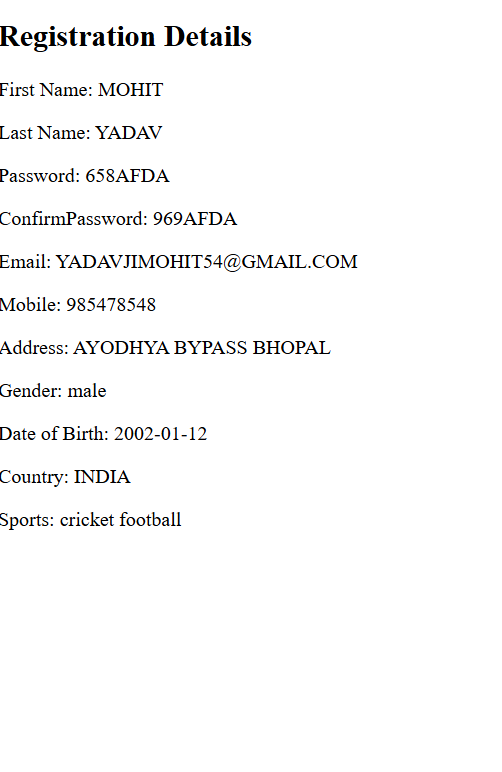 Registration Details
First Name: MOHIT
Last Name: YADAV
Password: 658AFDA
ConfirmPassword: 969AFDA
Email: YADAVJIMOHIT54@GMAIL.COM
Mobile: 985478548
Address: AYODHYA BYPASS BHOPAL
Gender: male
Date of Birth: 2002-01-12
Country: INDIA
Sports: cricket football